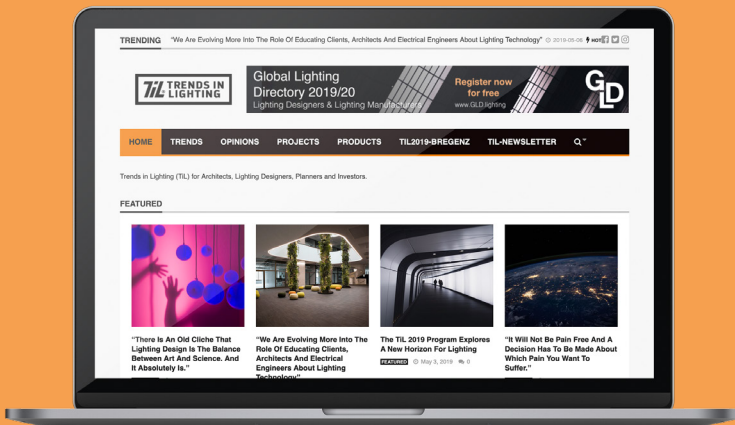 TRENDING "We Are Evolving More Into The Role Of Educating Clients, Architects And Electrical Engineers About Lighting Technology" 2019-05-06 HOT
TiL TRENDS IN
LIGHTING
Global Lighting
Directory 2019/20
Lighting Designers & Lighting Manufacturers
Register now
for free
www.GLD.lighting
GLD
HOME TRENDS OPINIONS PROJECTS PRODUCTS TIL2019-BREGENZ TIL-NEWSLETTER
Trends in Lighting (TiL) for Architects, Lighting Designers, Planners and Investors.
FEATURED
"There Is An Old Cliche That
Lighting Design Is The Balance
Between Art And Science. And
It Absolutely Is."
"We Are Evolving More Into The
Role Of Educating Clients,
Architects And Electrical
Engineers About Lighting
Technology"
The TiL 2019 Program Explores
A New Horizon For Lighting
FEATURED May 3, 2019 0
"It Will Not Be Pain Free And A
Decision Has To Be Made About
Which Pain You Want To
Suffer."